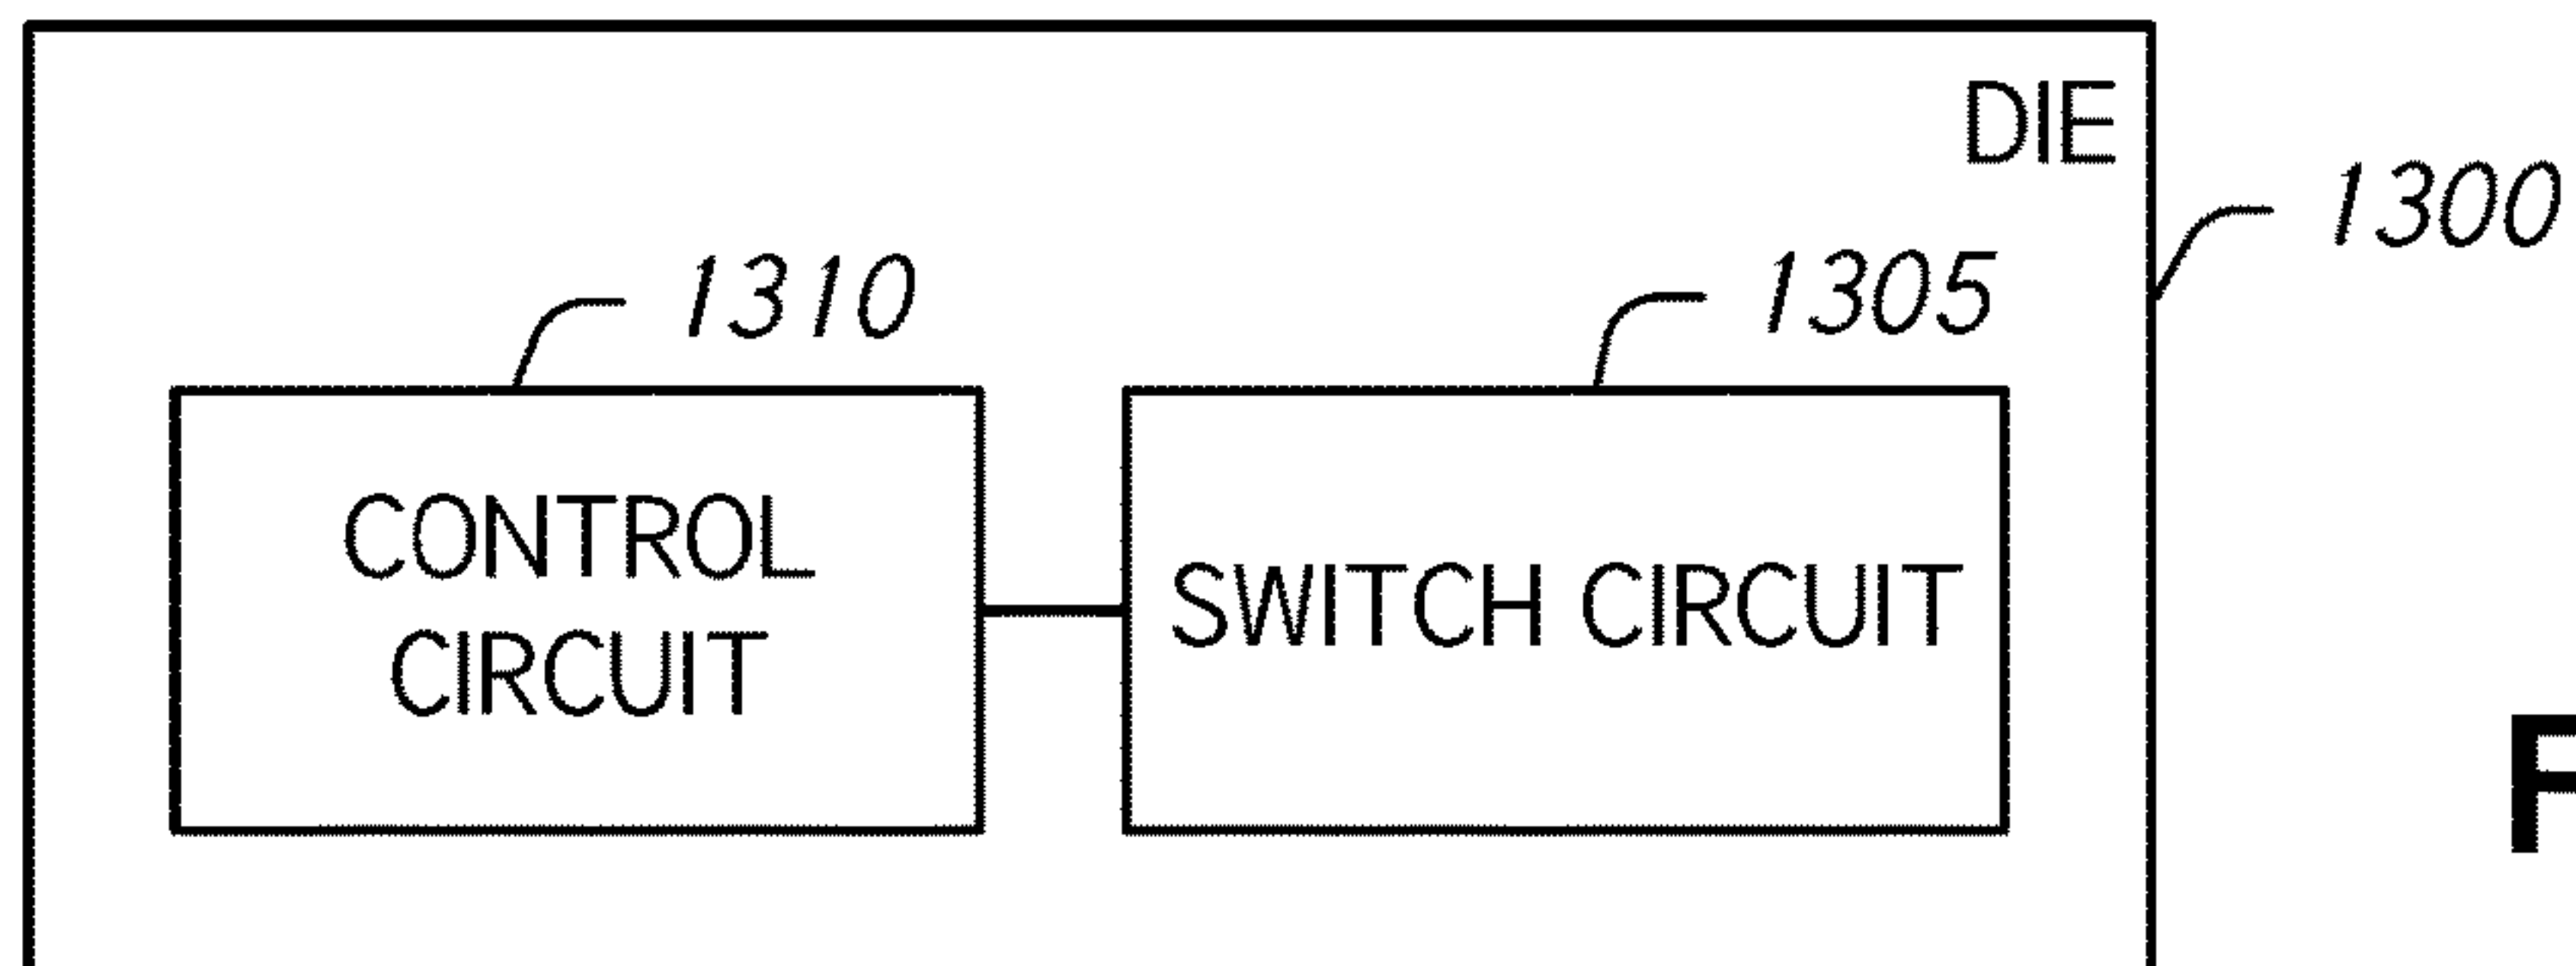 DIE
1300
1310
1305
CONTROL
CIRCUIT
SWITCH CIRCUIT
F